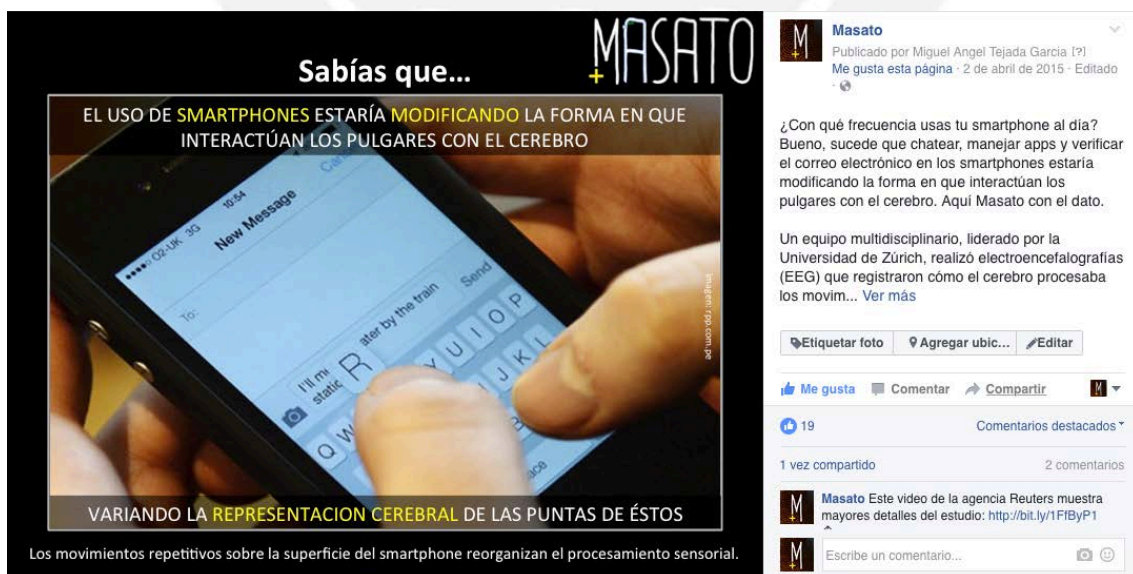 MASATO
Sabías que...
EL USO DE SMARTPHONES ESTARÍA MODIFICANDO LA FORMA EN QUE
INTERACTÚAN LOS PULGARES CON EL CEREBRO
10:54
O2-UK 3G
New Message
To:
I'll m
ater by the train
static
Send
R
Q W
Y U I O P
J K L
imagen: rpp.com.pe
VARIANDO LA REPRESENTACION CEREBRAL DE LAS PUNTAS DE ÉSTOS
Los movimientos repetitivos sobre la superficie del smartphone reorganizan el procesamiento sensorial.
Masato
Publicado por Miguel Angel Tejada Garcia [?]
Me gusta esta página · 2 de abril de 2015 · Editado
·
¿Con qué frecuencia usas tu smartphone al día?
Bueno, sucede que chatear, manejar apps y verificar
el correo electrónico en los smartphones estaría
modificando la forma en que interactúan los
pulgares con el cerebro. Aquí Masato con el dato.
Un equipo multidisciplinario, liderado por la
Universidad de Zúrich, realizó electroencefalografías
(EEG) que registraron cómo el cerebro procesaba
los movim... Ver más
Etiquetar foto Agregar ubic... Editar
Me gusta Comentar Compartir
19 Comentarios destacados
1 vez compartido 2 comentarios
Masato Este video de la agencia Reuters muestra
mayores detalles del estudio: http://bit.ly/1FfByP1
Escribe un comentario...